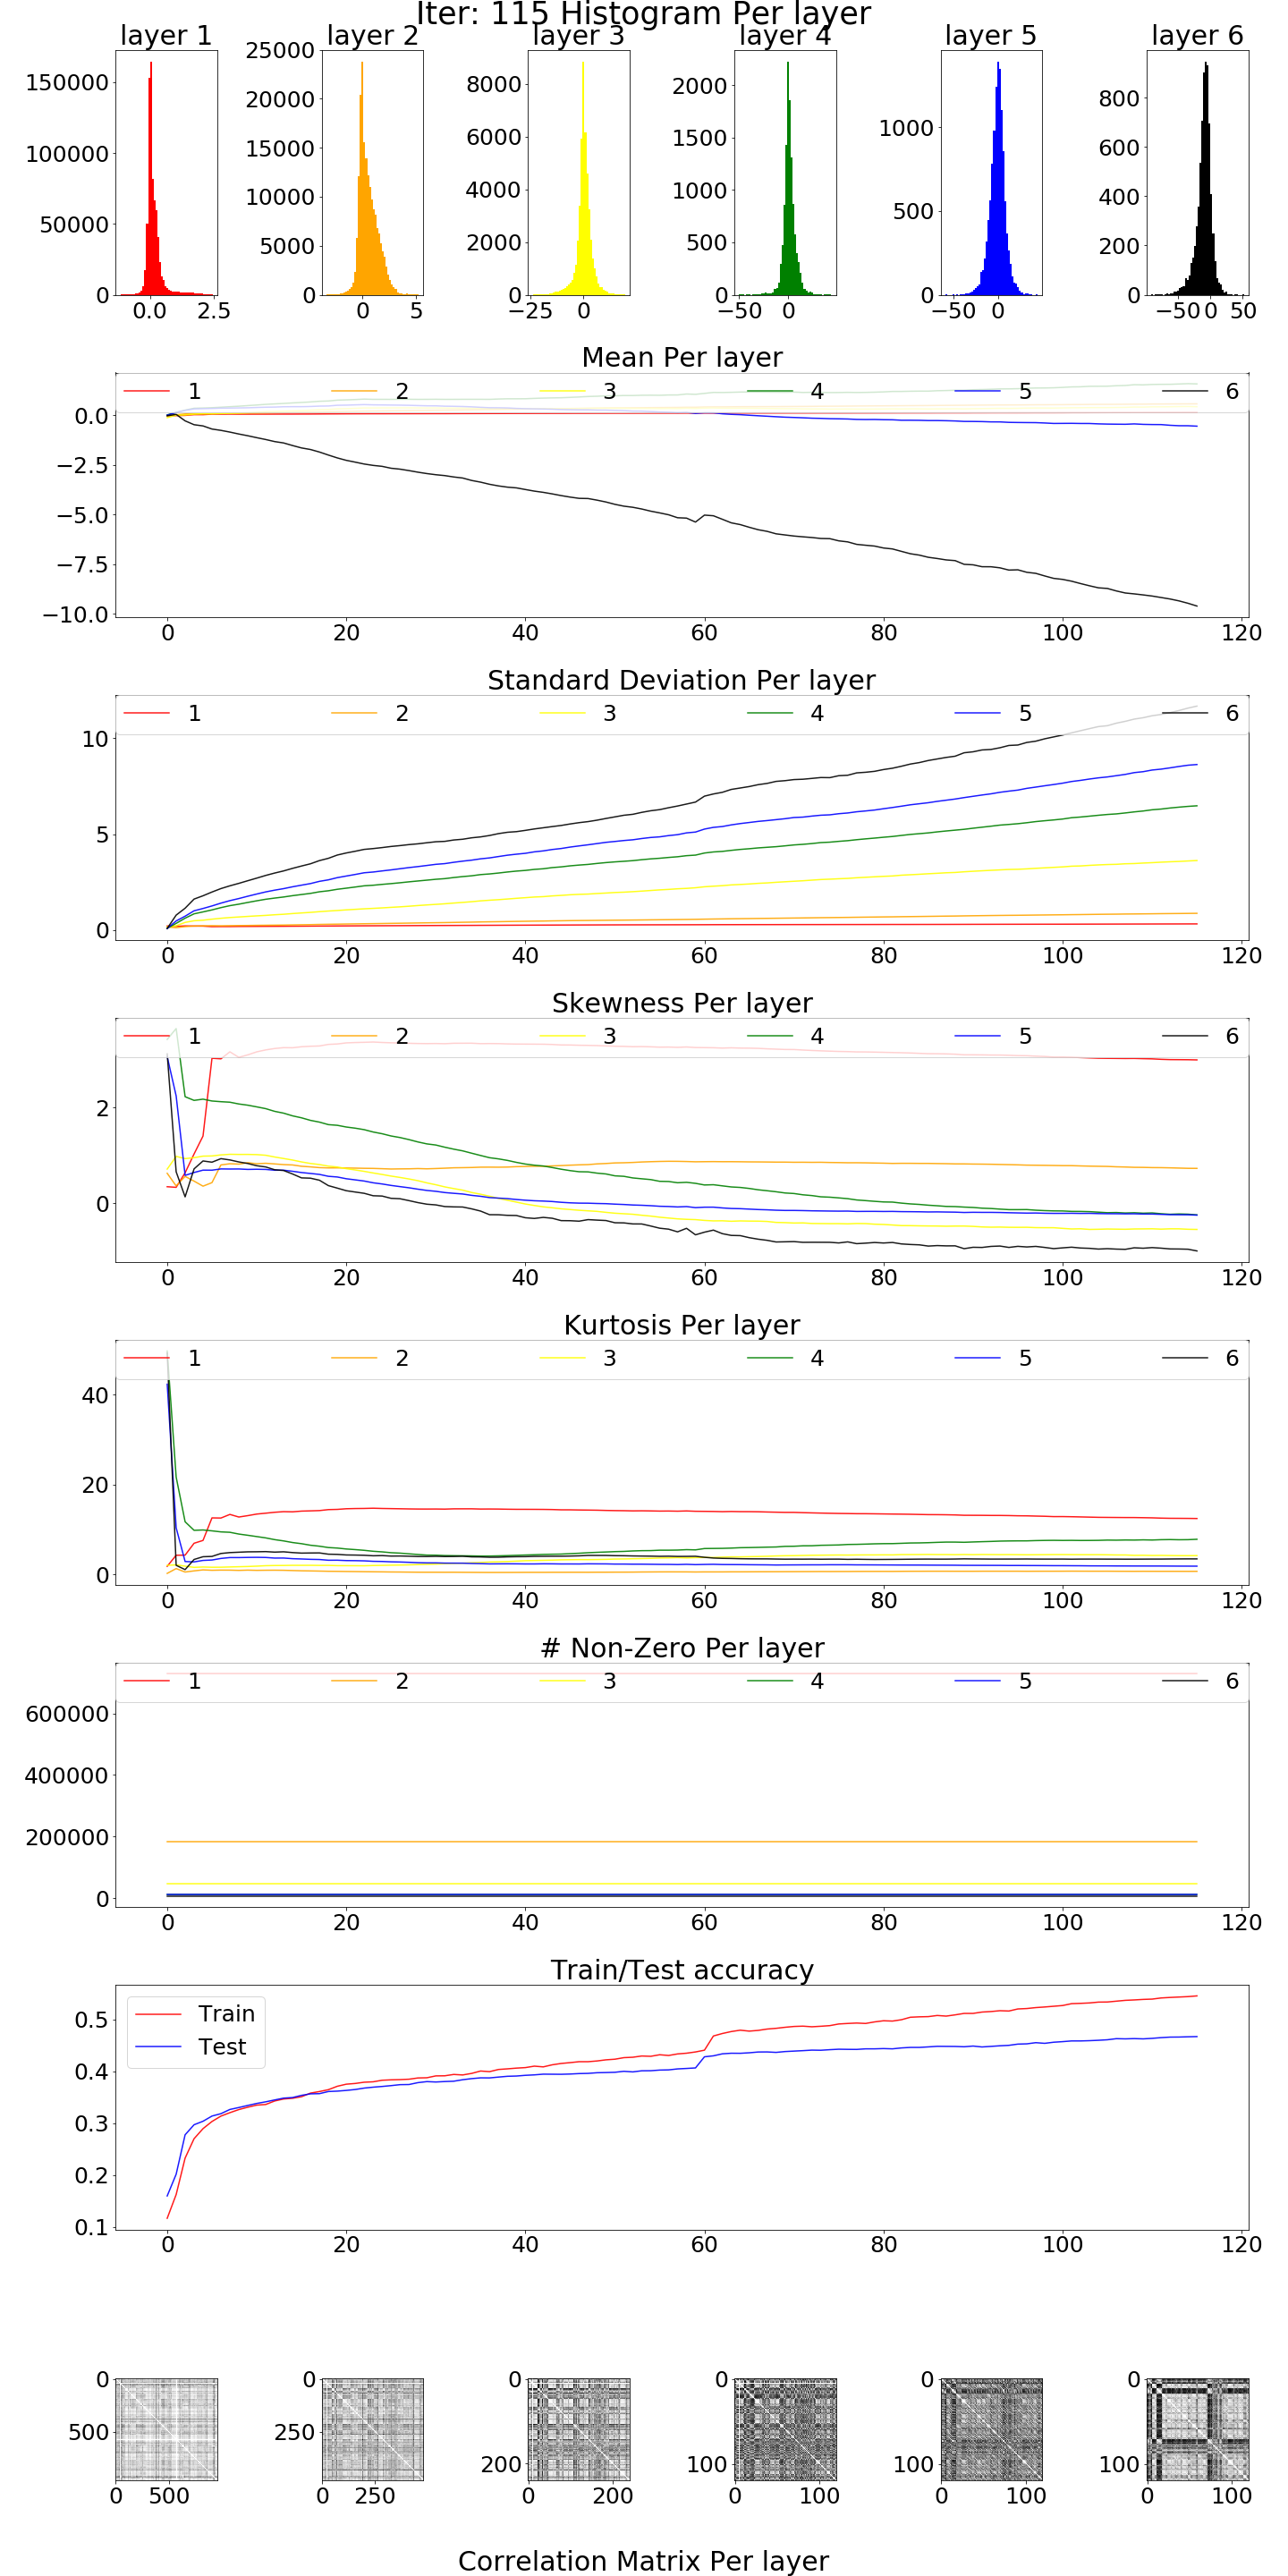 Iter: 115 Histogram Per layer
layer 1 layer 2 layer 3 layer 4 layer 5 layer 6
150000 100000 50000 0
0.0 2.5
25000 20000 15000 10000 5000 0
0 5
8000 6000 4000 2000 0
−25 0
2000 1500 1000 500 0
−50 0
1000 500 0
−50 0
800 600 400 200 0
−50 0 50
Mean Per layer
1 2 3 4 5 6
0.0
−2.5
−5.0
−7.5
−10.0
0 20 40 60 80 100 120
Standard Deviation Per layer
1 2 3 4 5 6
10
5
0
0 20 40 60 80 100 120
Skewness Per layer
1 2 3 4 5 6
2
0
0 20 40 60 80 100 120
Kurtosis Per layer
1 2 3 4 5 6
40
20
0
0 20 40 60 80 100 120
# Non-Zero Per layer
1 2 3 4 5 6
600000
400000
200000
0
0 20 40 60 80 100 120
Train/Test accuracy
Train
Test
0.5
0.4
0.3
0.2
0.1
0 20 40 60 80 100 120
0 500
0 500
0 250
0 250
0 200
0 200
0 100
0 100
0 100
0 100
0 100
0 100
Correlation Matrix Per layer